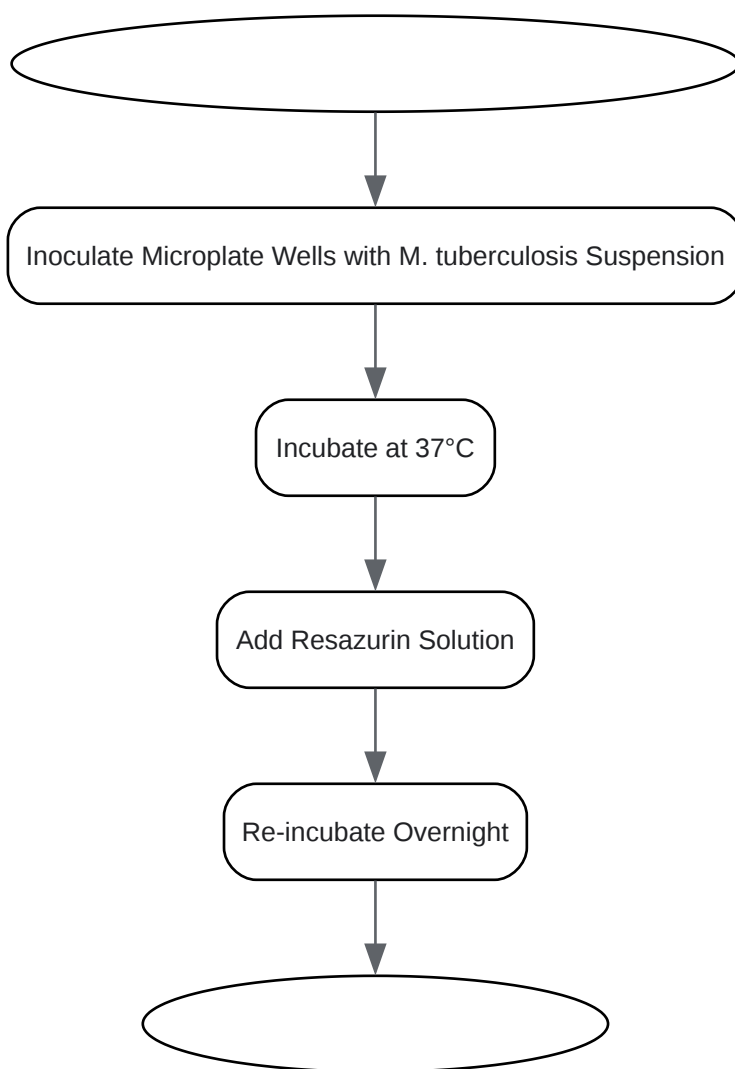 Inoculate Microplate Wells with M. tuberculosis Suspension
Incubate at 37°C
Add Resazurin Solution
Re-incubate Overnight